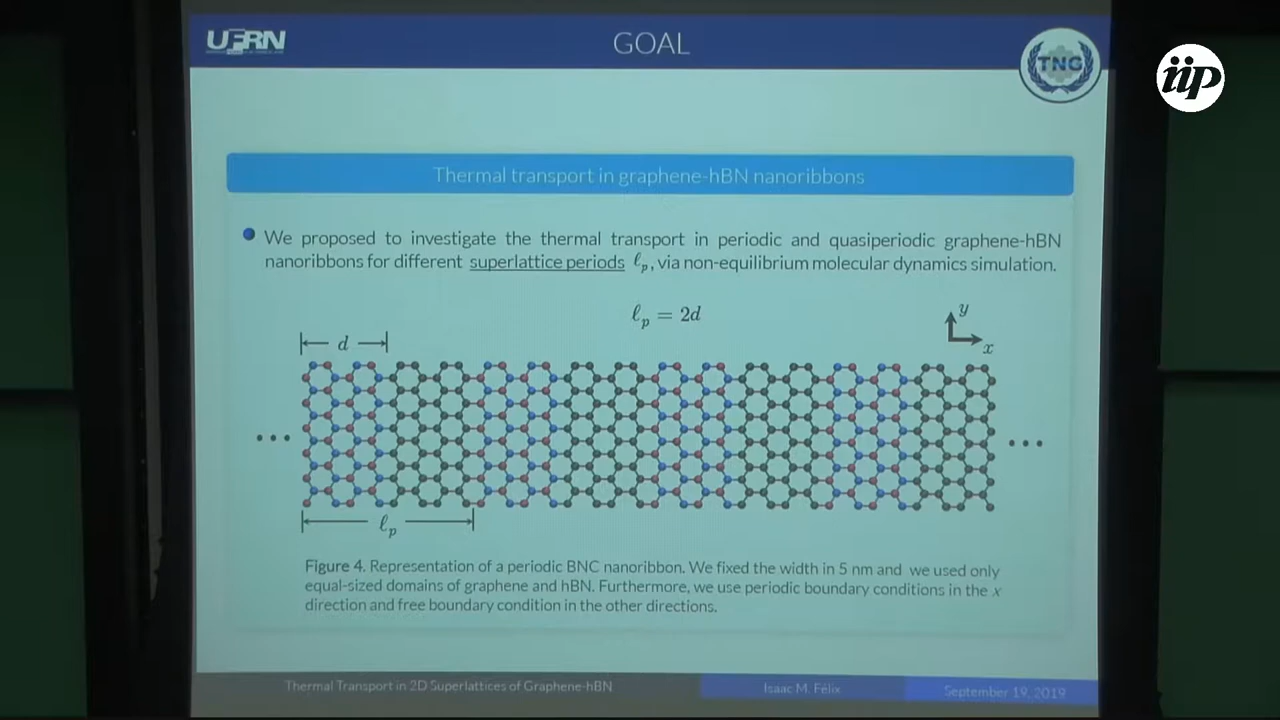 UFRN
GOAL
TNG
iip
Thermal transport in graphene-hBN nanoribbons
We proposed to investigate the thermal transport in periodic and quasiperiodic graphene-hBN
nanoribbons for different superlattice periods ℓp, via non-equilibrium molecular dynamics simulation.
ℓp = 2d
d
y
x
ℓp
Figure 4. Representation of a periodic BNC nanoribbon. We fixed the width in 5 nm and we used only
equal-sized domains of graphene and hBN. Furthermore, we use periodic boundary conditions in the x
direction and free boundary condition in the other directions.
Thermal Transport in 2D Superlattices of Graphene-hBN
Isaac M. Félix
September 19, 2019